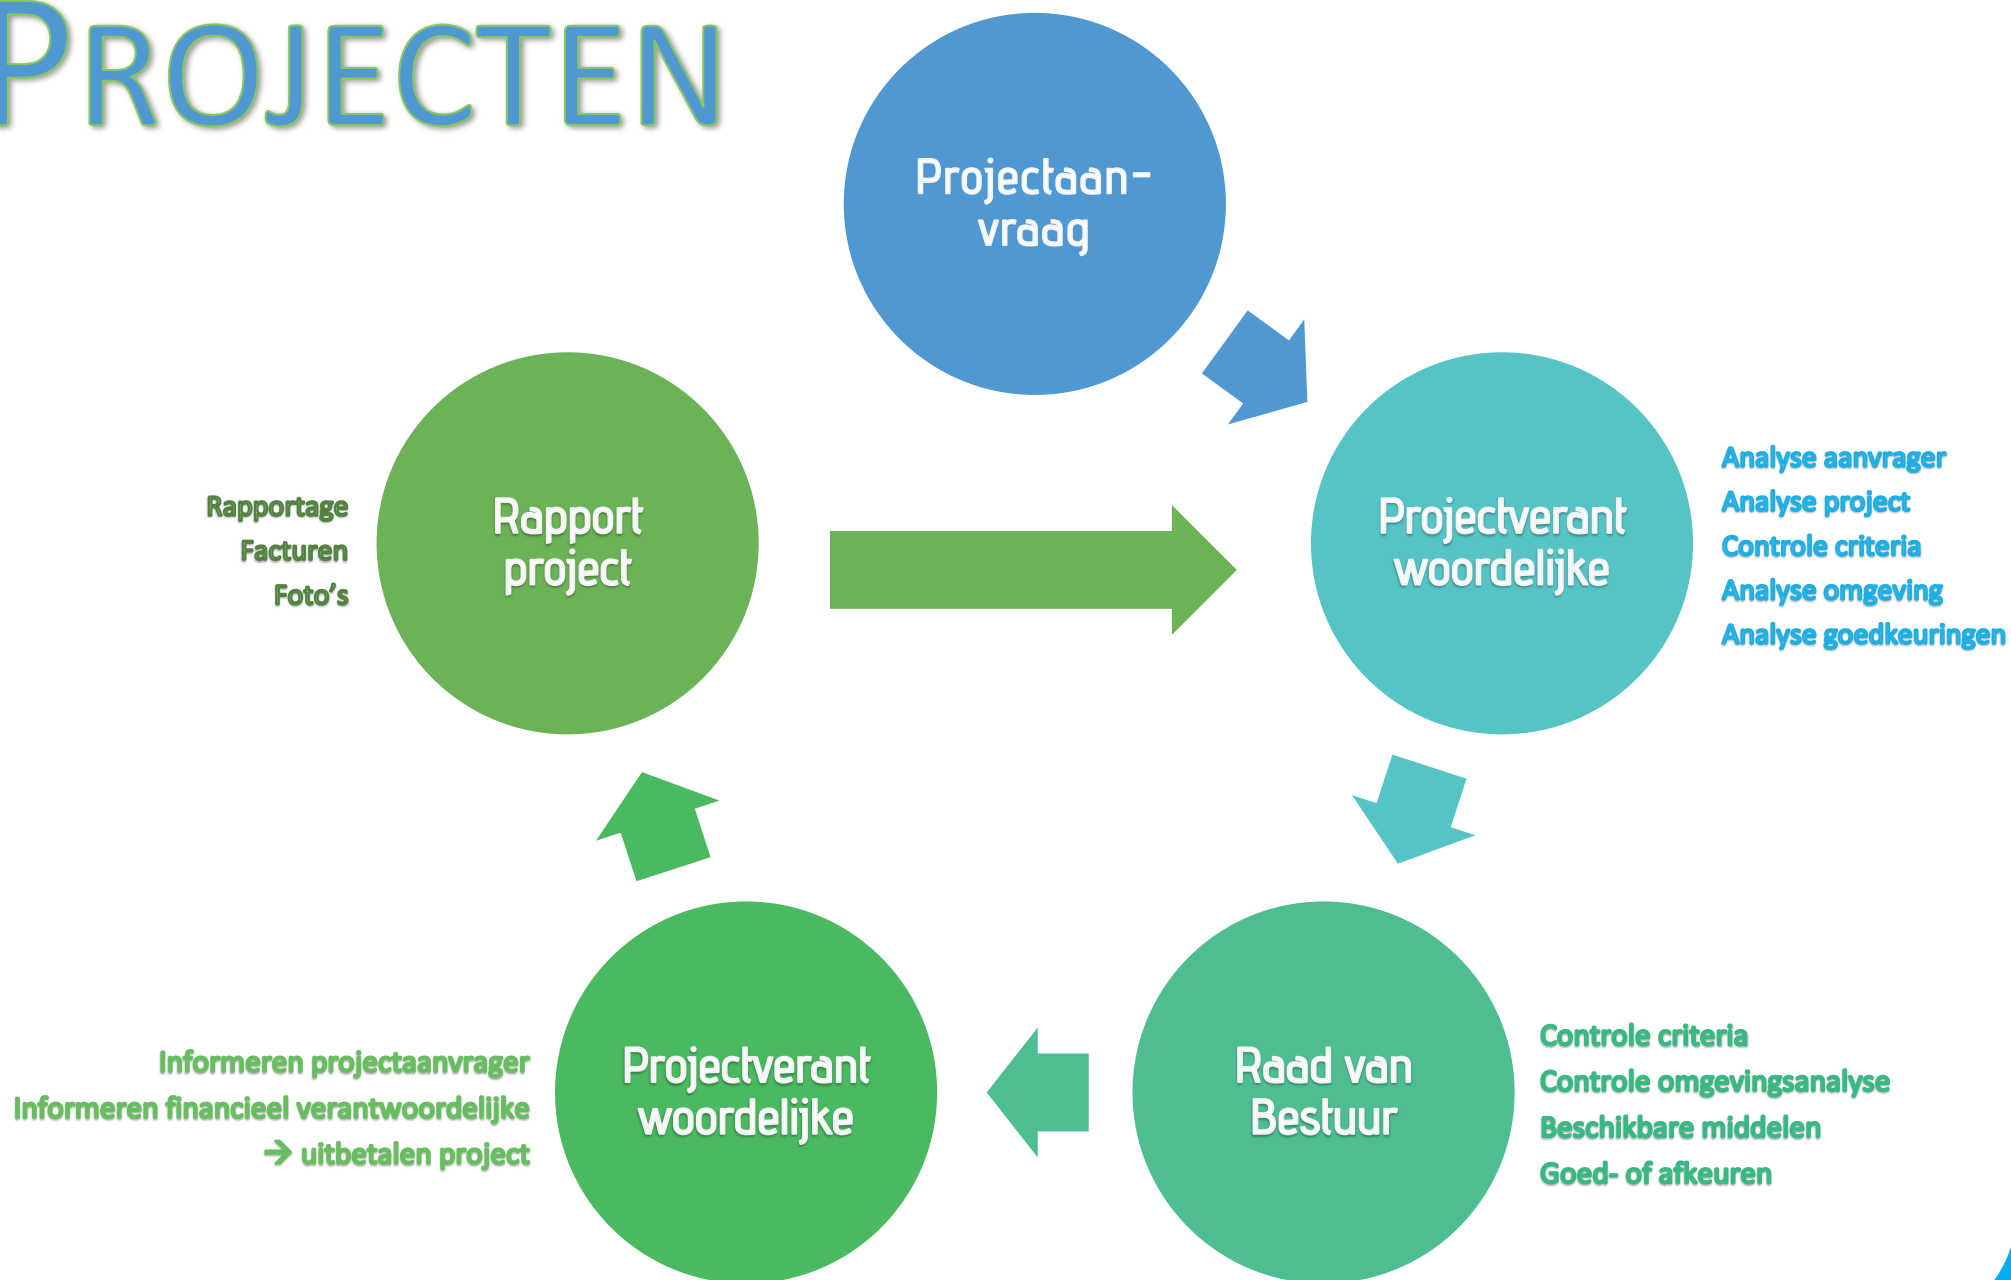 PROJECTEN
Projectaan-
vraag
Projectverant
woordelijke
Analyse aanvrager
Analyse project
Controle criteria
Analyse omgeving
Analyse goedkeuringen
Raad van
Bestuur
Controle criteria
Controle omgevingsanalyse
Beschikbare middelen
Goed- of afkeuren
Projectverant
woordelijke
Informeren projectaanvrager
Informeren financieel verantwoordelijke
→ uitbetalen project
Rapport
project
Rapportage
Facturen
Foto's